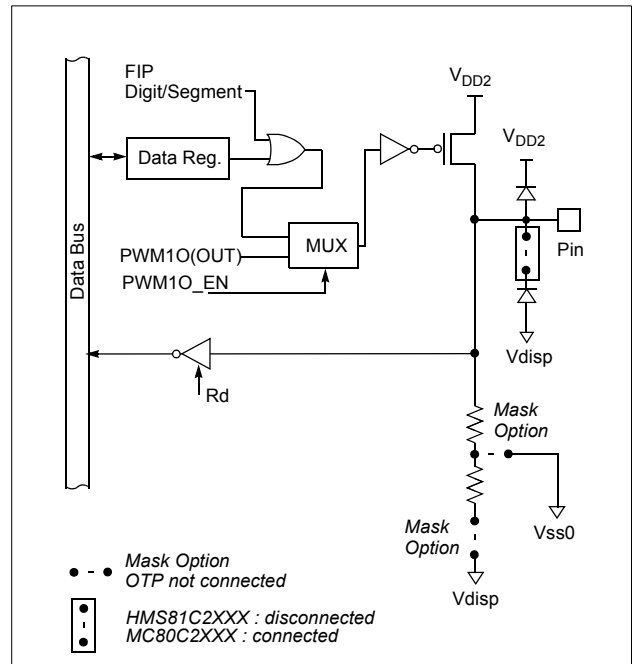 FIP
Digit/Segment
VDD2
VDD2
Data Reg.
Data Bus
MUX
PWM1O(OUT)
PWM1O_EN
Pin
Vdisp
Rd
Mask
Option
Vss0
Mask
Option
Vdisp
Mask Option
OTP not connected
HMS81C2XXX : disconnected
MC80C2XXX : connected